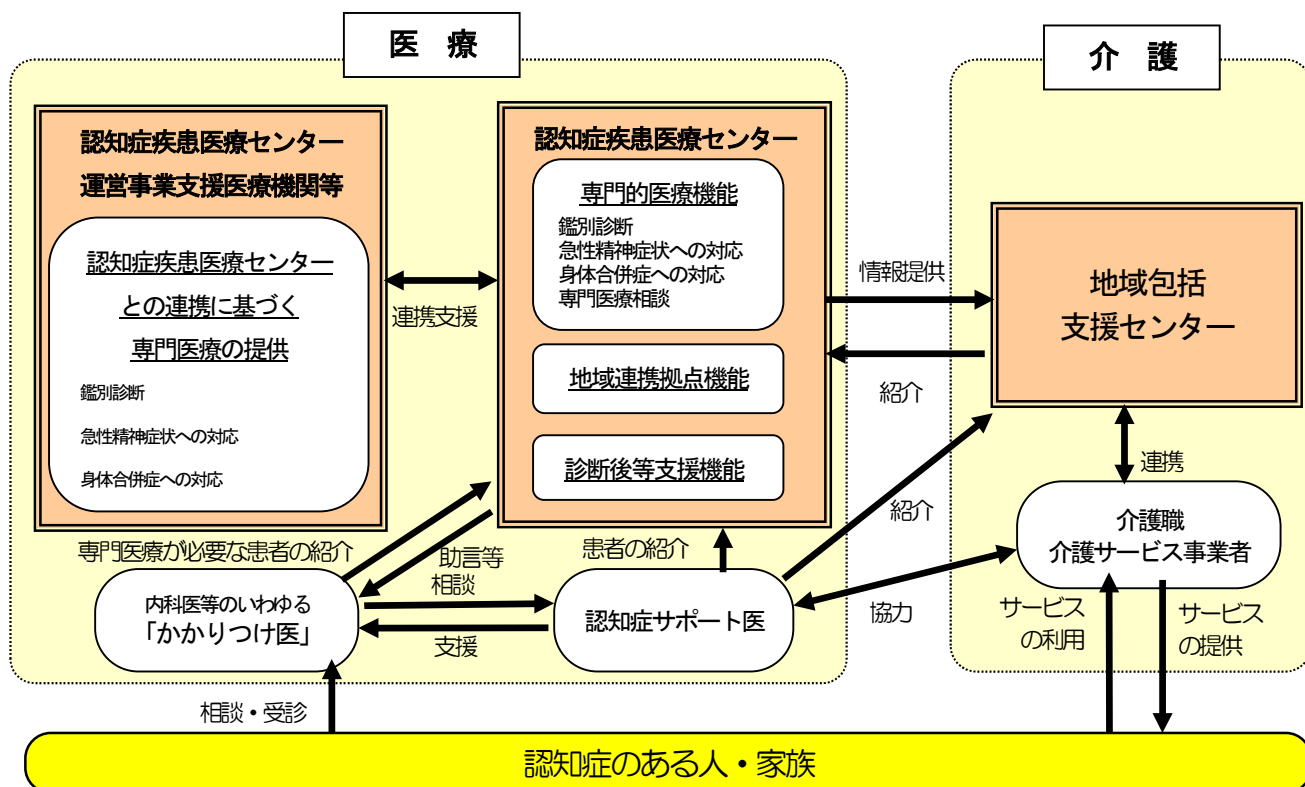 医 療
介 護
認知症疾患医療センター
運営事業支援医療機関等
認知症疾患医療センター
との連携に基づく
専門医療の提供
鑑別診断
急性精神症状への対応
身体合併症への対応
連携支援
認知症疾患医療センター
専門的医療機能
鑑別診断
急性精神症状への対応
身体合併症への対応
専門医療相談
地域連携拠点機能
診断後等支援機能
情報提供
紹介
地域包括
支援センター
連携
紹介
介護職
介護サービス事業者
専門医療が必要な患者の紹介
助言等
相談
患者の紹介
内科医等のいわゆる
「かかりつけ医」
支援
認知症サポート医
協力
サービス
の利用
サービス
の提供
相談・受診
認知症のある人・家族